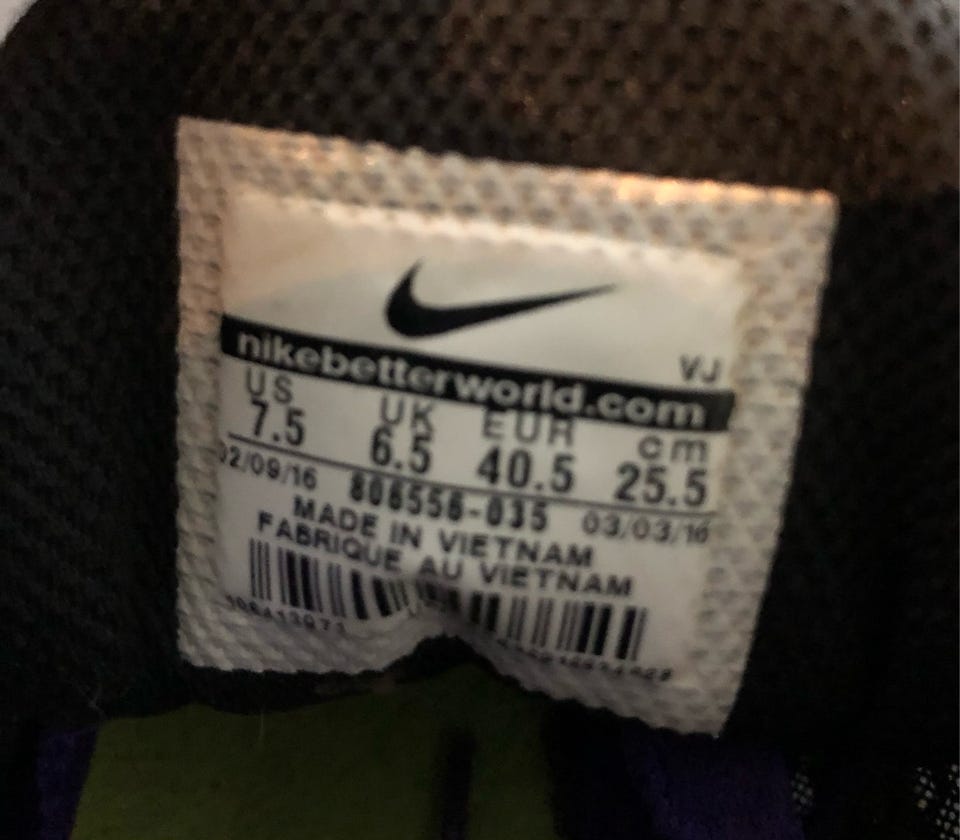 VJ
nikebetterworld.com
US UK EUR cm
7.5 6.5 40.5 25.5
02/09/16 806556-035 03/03/16
MADE IN VIETNAM
FABRIQUE AU VIETNAM